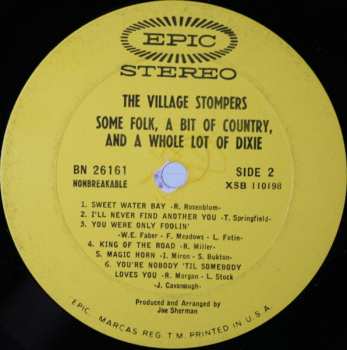 EPIC
STEREO
THE VILLAGE STOMPERS
SOME FOLK, A BIT OF COUNTRY,
AND A WHOLE LOT OF DIXIE
BN 26161 SIDE 2
NONBREAKABLE XSB 110198
1. SWEET WATER BAY -R. Rosenblom-
2. I'LL NEVER FIND ANOTHER YOU -T. Springfield-
3. YOU WERE ONLY FOOLIN'
-W.E. Faber - F. Meadows - L. Fotin-
4. KING OF THE ROAD -R. Miller-
5. MAGIC HORN -I. Miron - S. Bukton-
6. YOU'RE NOBODY 'TIL SOMEBODY
LOVES YOU -R. Morgan - L. Stock
-J. Cavanaugh-
Produced and Arranged by
Joe Sherman
EPIC. MARCAS REG. T.M. PRINTED IN U.S.A.